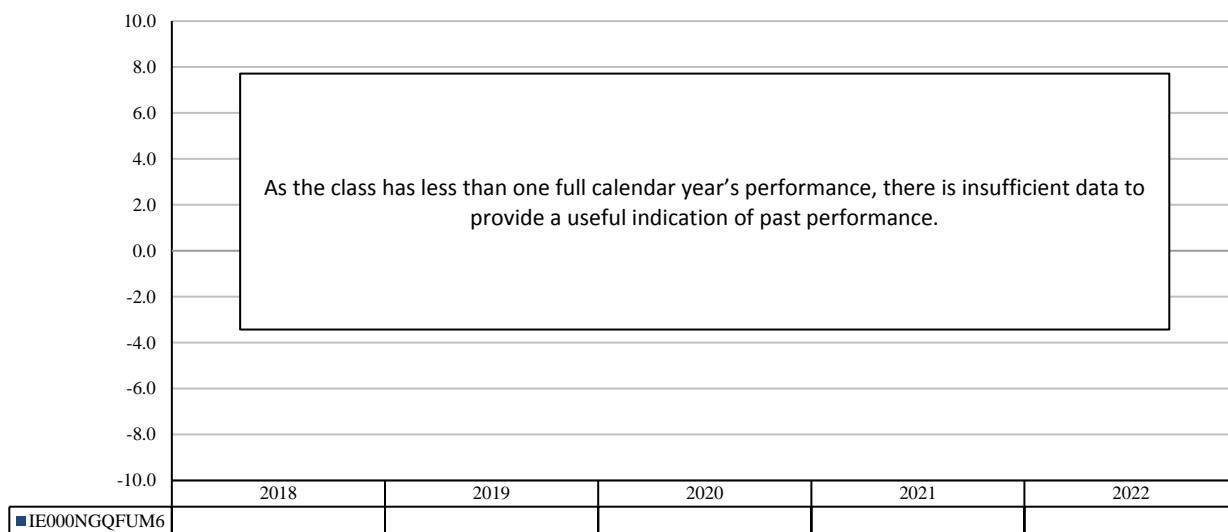 10.0
8.0
6.0
4.0
2.0
0.0
-2.0
-4.0
-6.0
-8.0
-10.0
As the class has less than one full calendar year’s performance, there is insufficient data to
provide a useful indication of past performance.
2018 2019 2020 2021 2022
IE000NGQFUM6